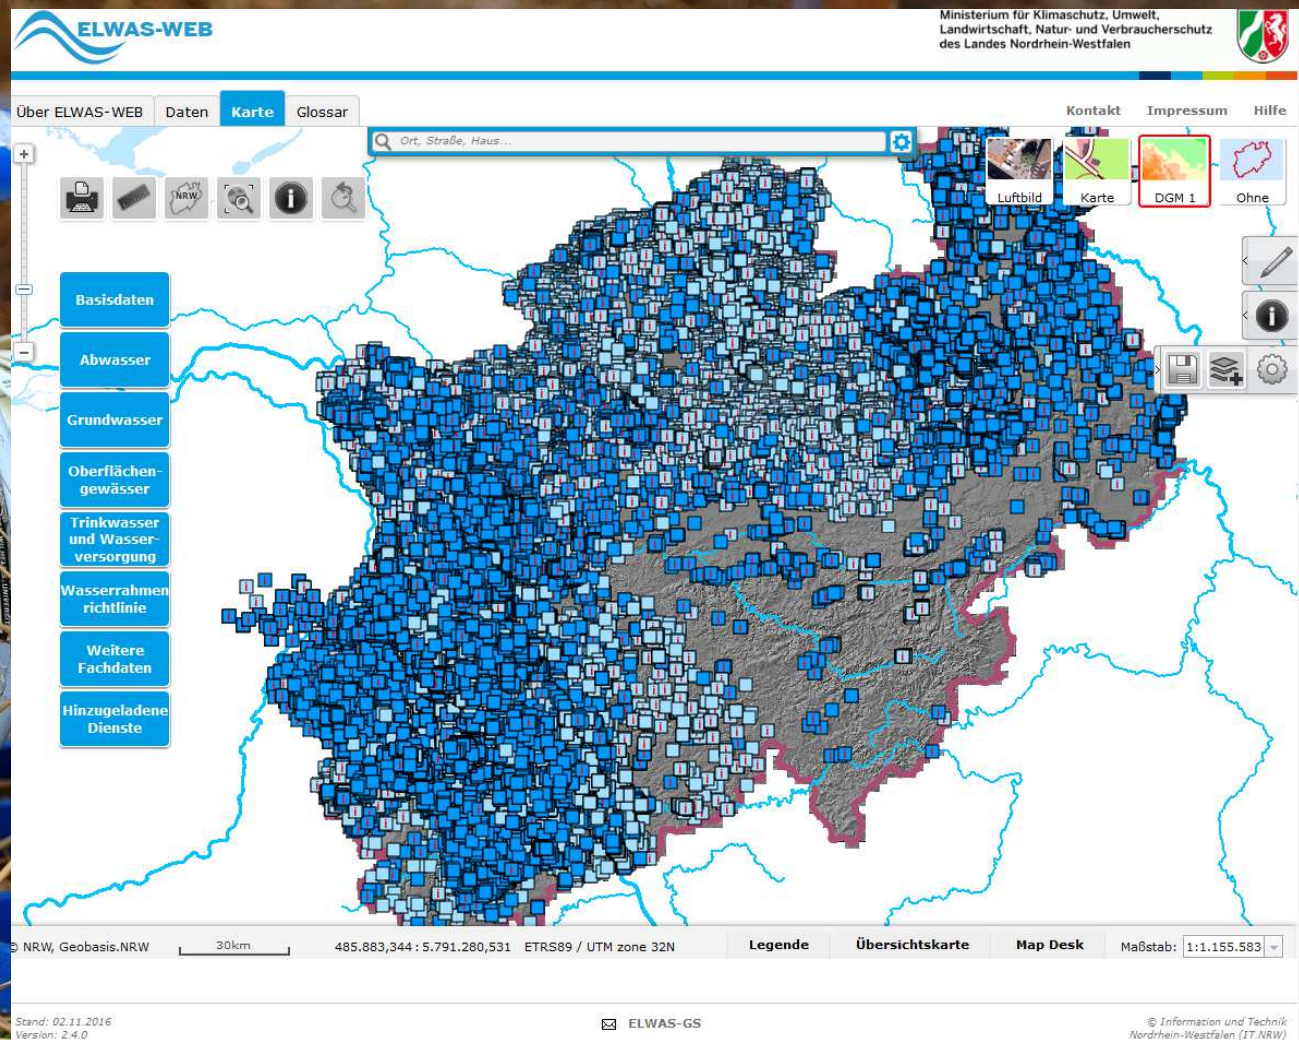 ELWAS-WEB
Ministerium für Klimaschutz, Umwelt,
Landwirtschaft, Natur- und Verbraucherschutz
des Landes Nordrhein-Westfalen
Über ELWAS-WEB
Daten
Karte
Glossar
Kontakt
Impressum
Hilfe
Ort, Straße, Haus...
NRW
Luftbild
Karte
DGM 1
Ohne
Basisdaten
Abwasser
Grundwasser
Oberflächen-
gewässer
Trinkwasser
und Wasser-
versorgung
Wasserrahmen
richtlinie
Weitere
Fachdaten
Hinzugeladene
Dienste
© NRW, Geobasis.NRW
30km
485.883,344 : 5.791.280,531 ETRS89 / UTM zone 32N
Legende
Übersichtskarte
Map Desk
Maßstab:
1:1.155.583
Stand: 02.11.2016
Version: 2.4.0
ELWAS-GS
© Information und Technik
Nordrhein-Westfalen (IT.NRW)